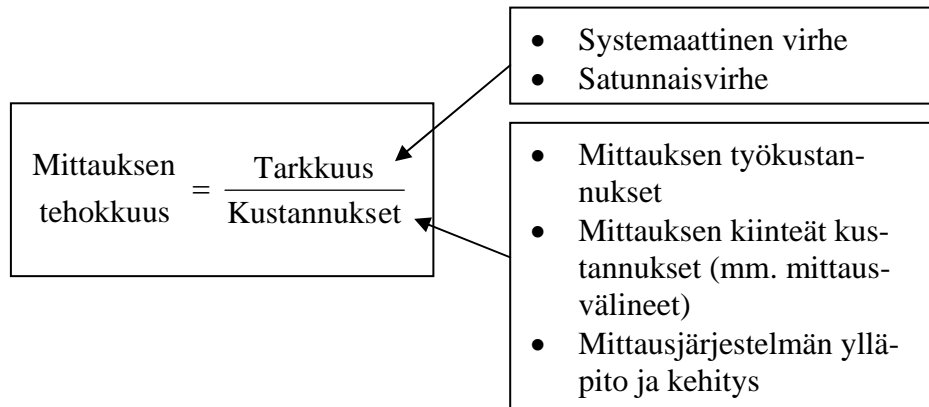 • Systemaattinen virhe
• Satunnaisvirhe
Mittauksen
tehokkuus
=
Tarkkuus
Kustannukset
• Mittauksen työkustan-
nukset
• Mittauksen kiinteät kus-
tannukset (mm. mittaus-
välineet)
• Mittausjärjestelmän yllä-
pito ja kehitys